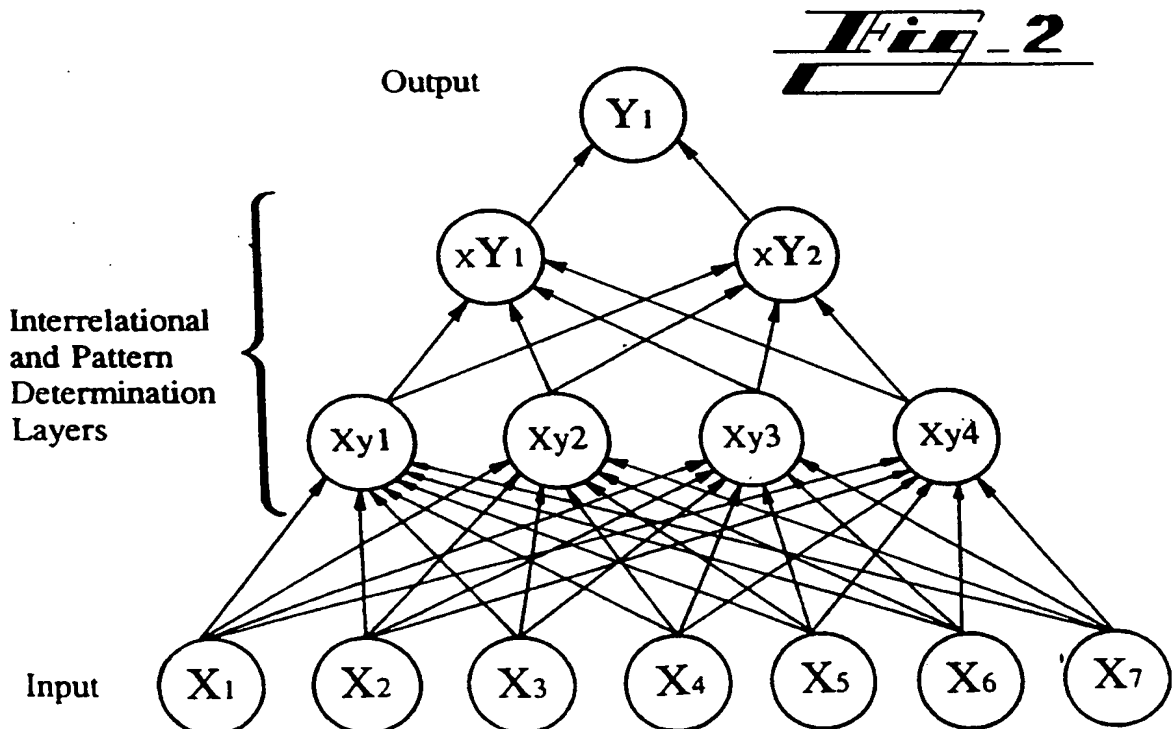 Fig_2
Output
Y1
xY1 xY2
Interrelational
and Pattern
Determination
Layers
Xy1 Xy2 Xy3 Xy4
Input
X1 X2 X3 X4 X5 X6 X7